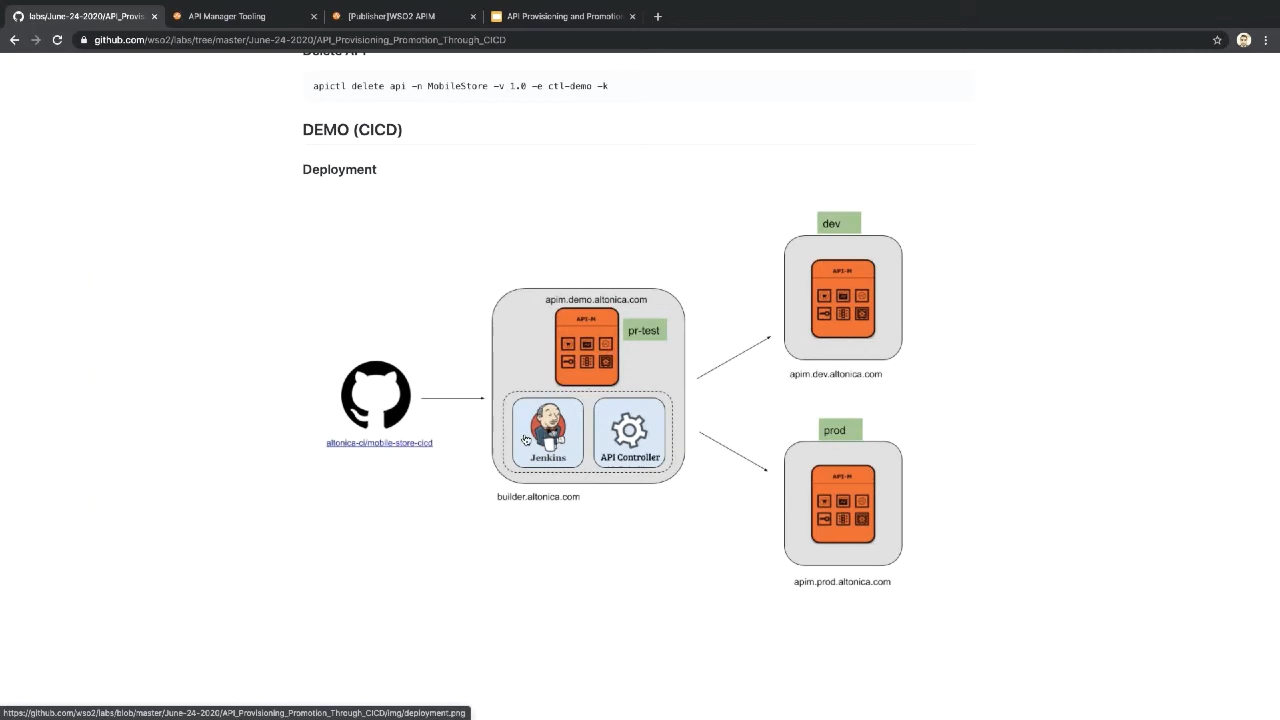 labs/June-24-2020/API_Provis
API Manager Tooling
[Publisher]WSO2 APIM
API Provisioning and Promotion
github.com/wso2/labs/tree/master/June-24-2020/API_Provisioning_Promotion_Through_CICD
Delete API
apictl delete api -n MobileStore -v 1.0 -e ctl-demo -k
DEMO (CICD)
Deployment
dev
API-M
apim.demo.altonica.com
API-M
pr-test
apim.dev.altonica.com
altonica-ci/mobile-store-cicd
Jenkins
API Controller
builder.altonica.com
prod
API-M
apim.prod.altonica.com
https://github.com/wso2/labs/blob/master/June-24-2020/API_Provisioning_Promotion_Through_CICD/img/deployment.png